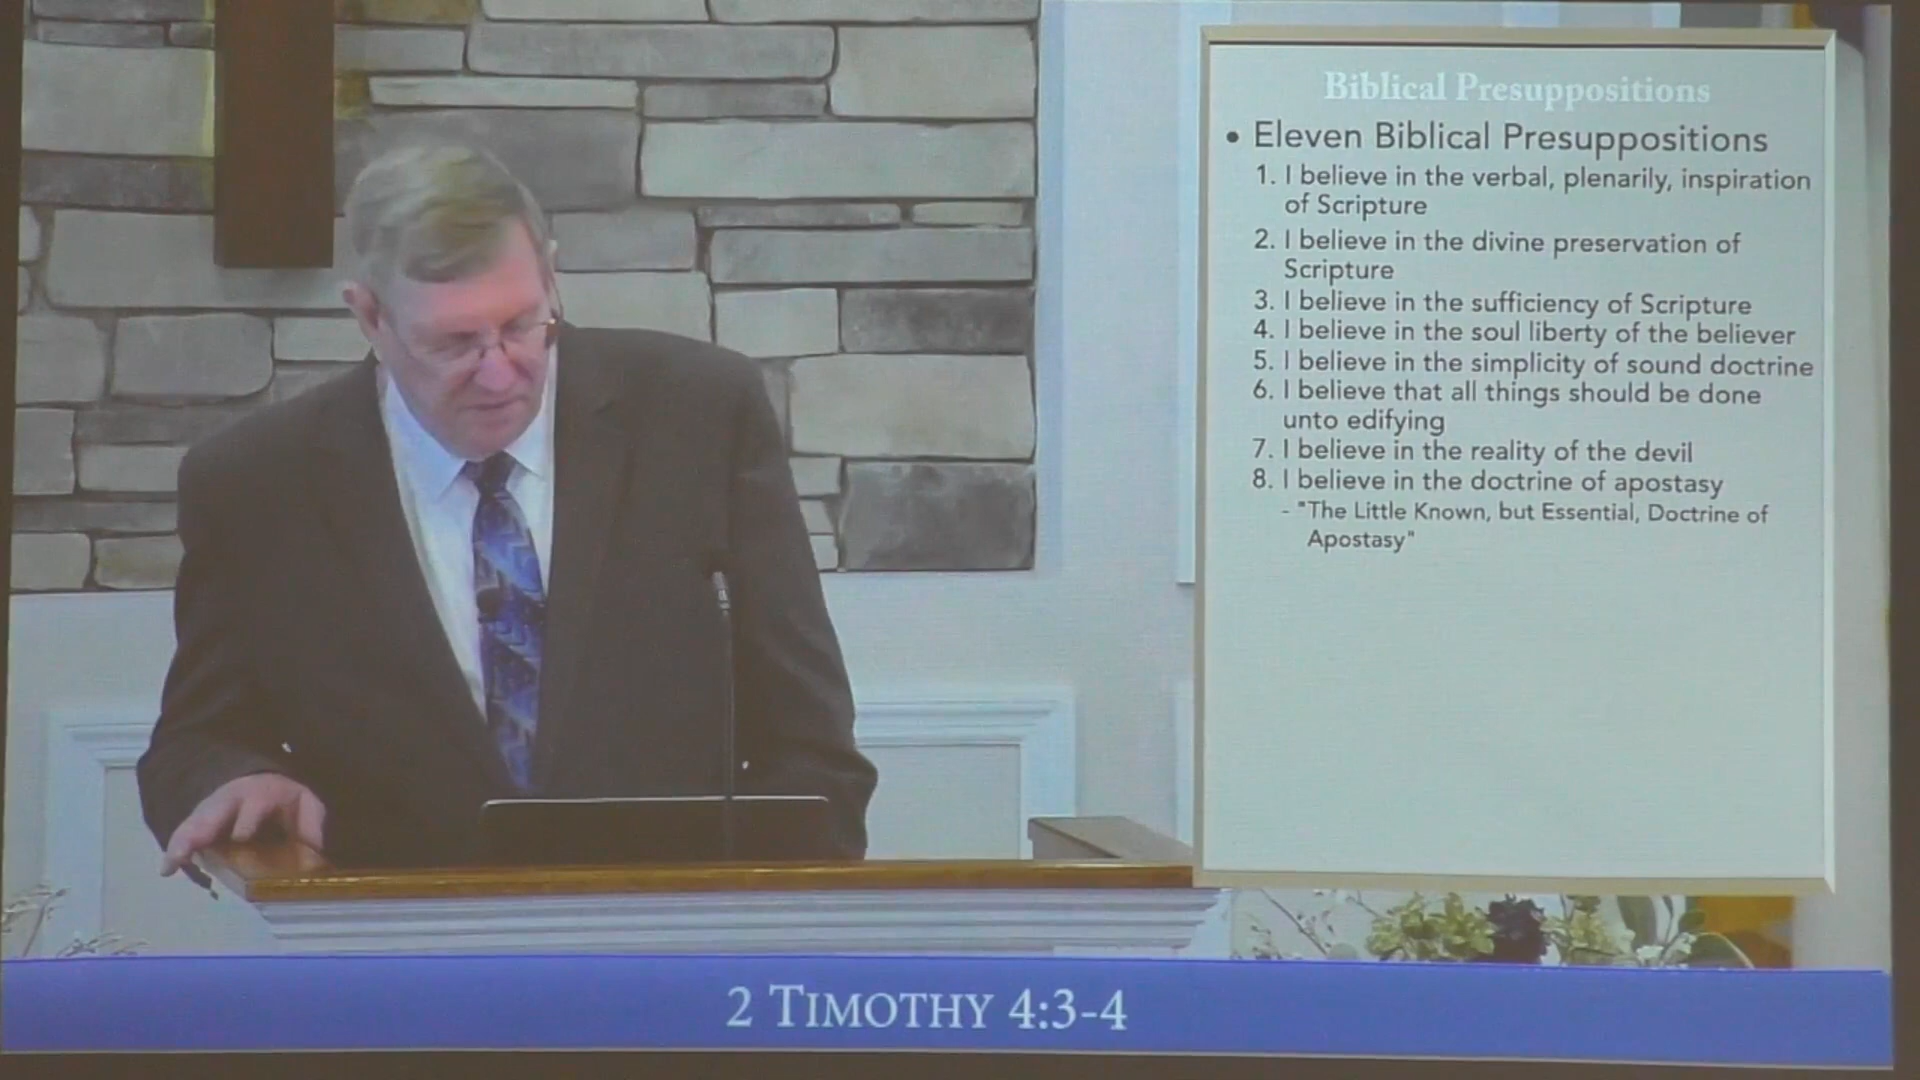 Biblical Presuppositions
• Eleven Biblical Presuppositions
1. I believe in the verbal, plenarily, inspiration
of Scripture
2. I believe in the divine preservation of
Scripture
3. I believe in the sufficiency of Scripture
4. I believe in the soul liberty of the believer
5. I believe in the simplicity of sound doctrine
6. I believe that all things should be done
unto edifying
7. I believe in the reality of the devil
8. I believe in the doctrine of apostasy
- "The Little Known, but Essential, Doctrine of
Apostasy"
2 TIMOTHY 4:3-4